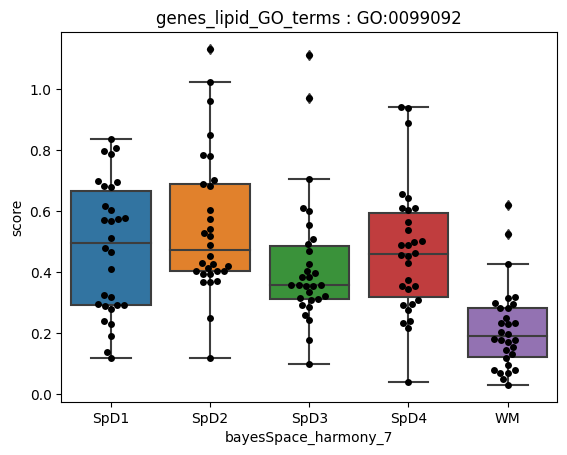 genes_lipid_GO_terms : GO:0099092
score
1.0
0.8
0.6
0.4
0.2
0.0
SpD1 SpD2 SpD3 SpD4 WM
bayesSpace_harmony_7